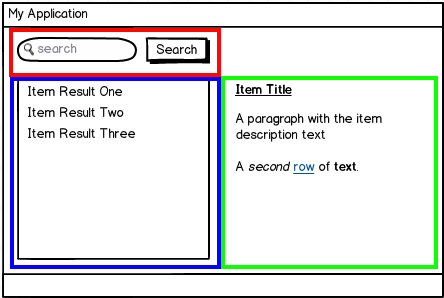 My Application
search
Search
Item Result One
Item Result Two
Item Result Three
Item Title
A paragraph with the item
description text
A second row of text.